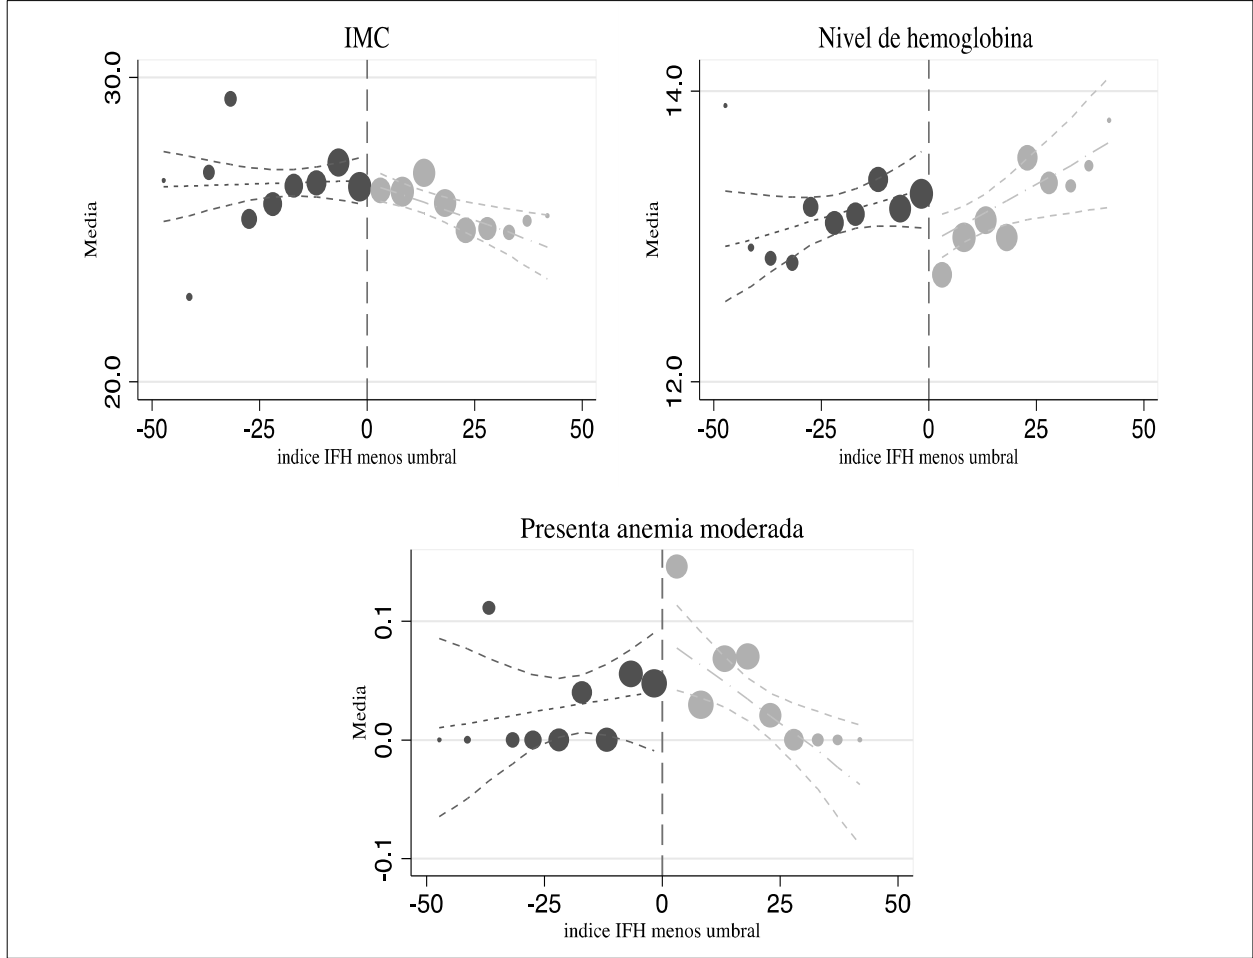 IMC
30.0
Media
20.0
-50 -25 0 25 50
indice IFH menos umbral
Nivel de hemoglobina
14.0
Media
12.0
-50 -25 0 25 50
indice IFH menos umbral
Presenta anemia moderada
0.1
Media
0.0
-0.1
-50 -25 0 25 50
indice IFH menos umbral